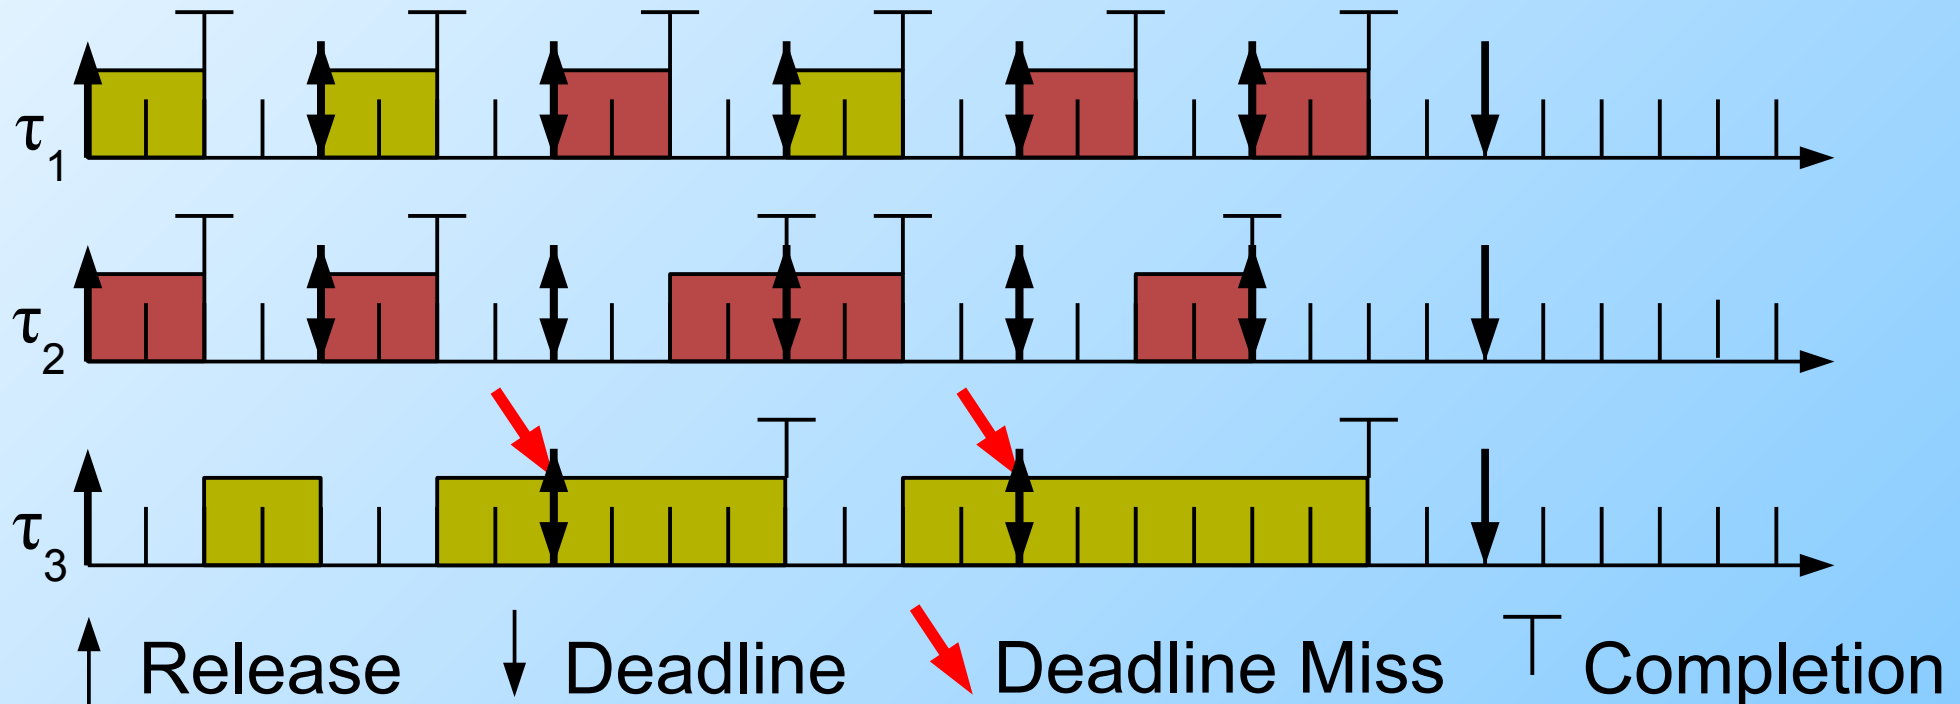 τ1
τ2
τ3
Release Deadline Deadline Miss Completion